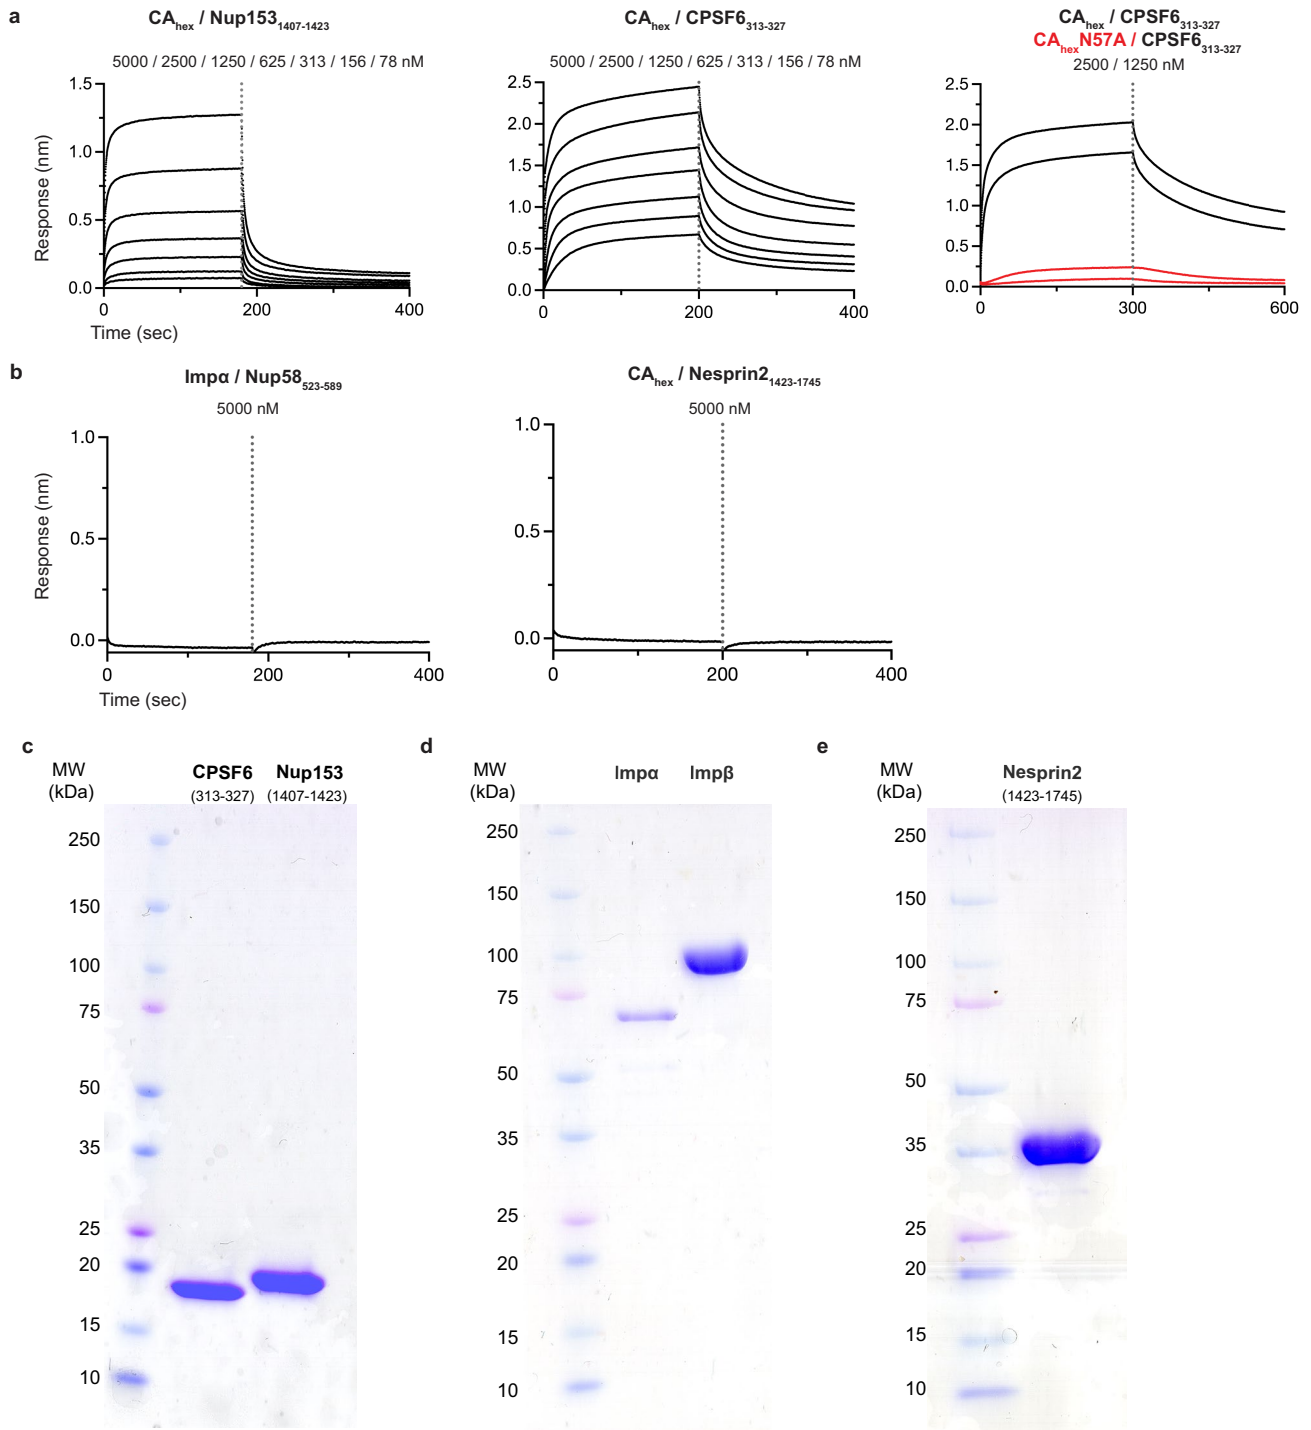 a
CAhex / Nup1531407-1423
5000 / 2500 / 1250 / 625 / 313 / 156 / 78 nM
Response (nm)
1.5
1.0
0.5
0.0
0
200
400
Time (sec)
CAhex / CPSF6313-327
5000 / 2500 / 1250 / 625 / 313 / 156 / 78 nM
2.5
2.0
1.5
1.0
0.5
0.0
0
200
400
CAhex / CPSF6313-327
CAhexN57A / CPSF6313-327
2500 / 1250 nM
2.5
2.0
1.5
1.0
0.5
0.0
0
300
600
b
Impα / Nup58523-589
5000 nM
Response (nm)
1.0
0.5
0.0
0
200
400
Time (sec)
CAhex / Nesprin21423-1745
5000 nM
1.0
0.5
0.0
0
200
400
c
MW
(kDa)
CPSF6
(313-327)
Nup153
(1407-1423)
250
150
100
75
50
35
25
20
15
10
d
MW
(kDa)
Impα
Impβ
250
150
100
75
50
35
25
20
15
10
e
MW
(kDa)
Nesprin2
(1423-1745)
250
150
100
75
50
35
25
20
15
10